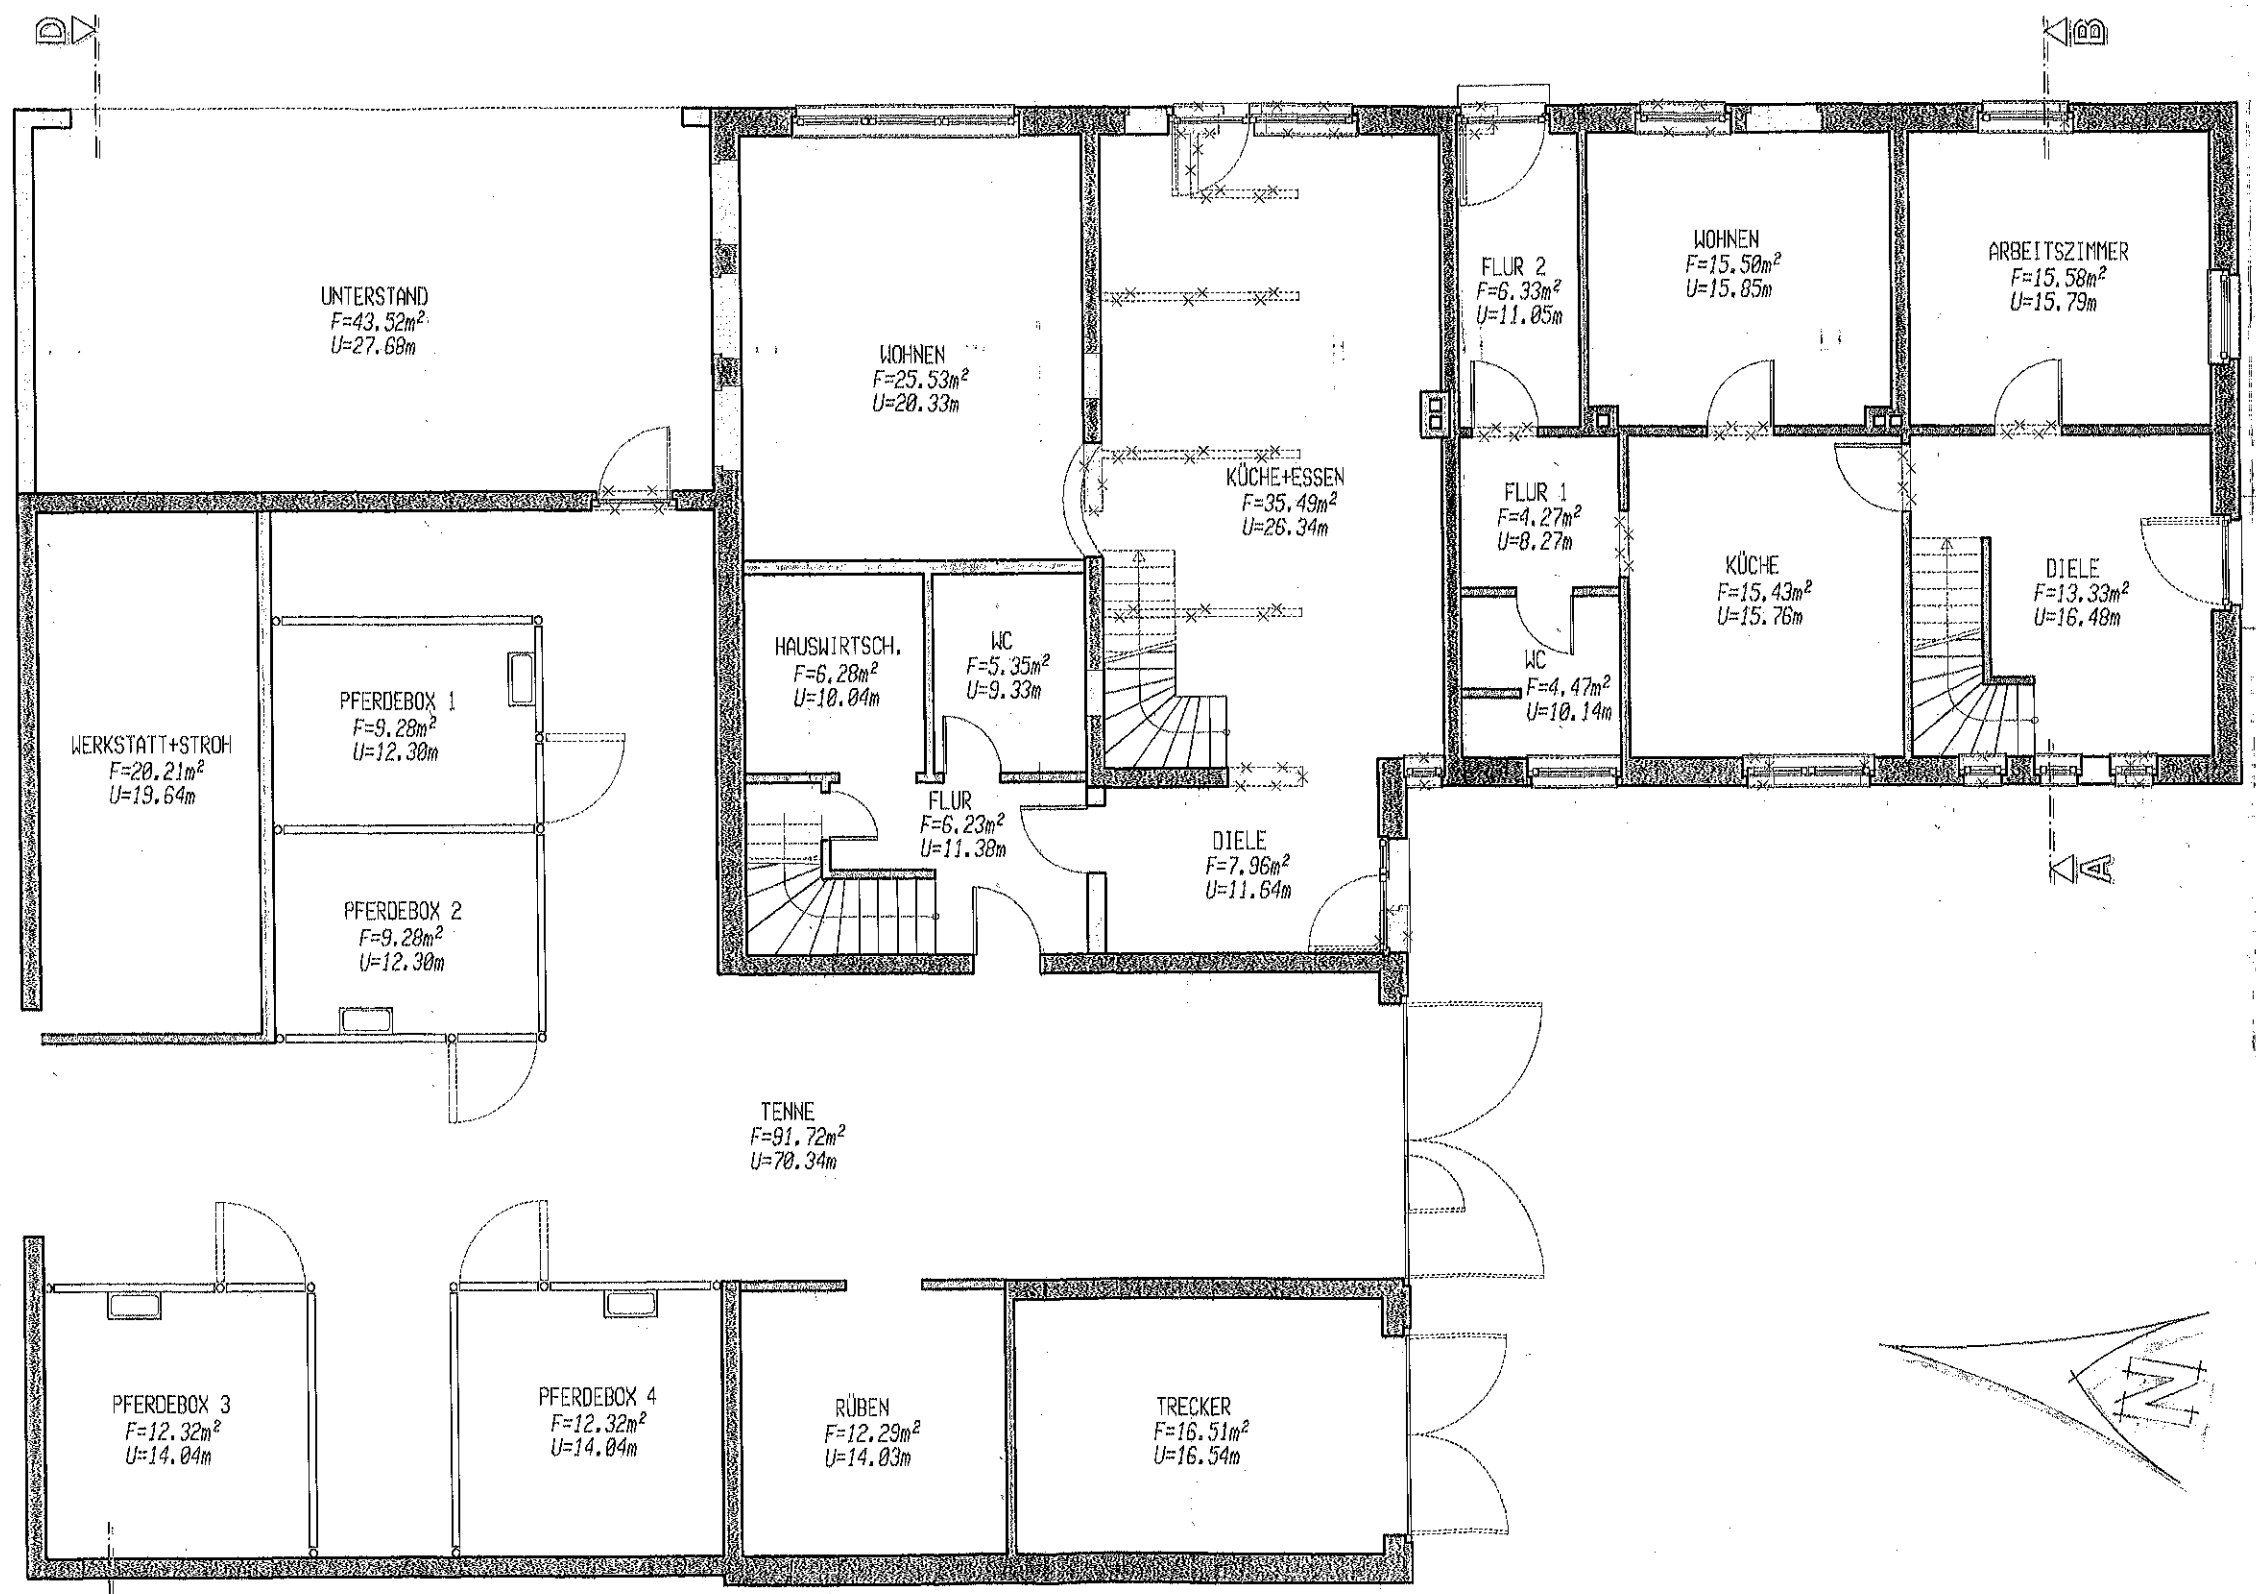 D
B
UNTERSTAND
F=43.52m²
U=27.68m
WOHNEN
F=25.53m²
U=20.33m
KÜCHE+ESSEN
F=35.49m²
U=26.34m
FLUR 2
F=6.33m²
U=11.05m
WOHNEN
F=15.50m²
U=15.85m
ARBEITSZIMMER
F=15.58m²
U=15.79m
FLUR 1
F=4.27m²
U=8.27m
KÜCHE
F=15.43m²
U=15.76m
DIELE
F=13.33m²
U=16.48m
WC
F=4.47m²
U=10.14m
HAUSWIRTSCH.
F=6.28m²
U=10.04m
WC
F=5.35m²
U=9.33m
WERKSTATT+STROH
F=20.21m²
U=19.64m
PFERDEBOX 1
F=9.28m²
U=12.30m
FLUR
F=6.23m²
U=11.38m
DIELE
F=7.96m²
U=11.64m
A
PFERDEBOX 2
F=9.28m²
U=12.30m
TENNE
F=91.72m²
U=70.34m
PFERDEBOX 3
F=12.32m²
U=14.04m
PFERDEBOX 4
F=12.32m²
U=14.04m
RÜBEN
F=12.29m²
U=14.03m
TRECKER
F=16.51m²
U=16.54m
N